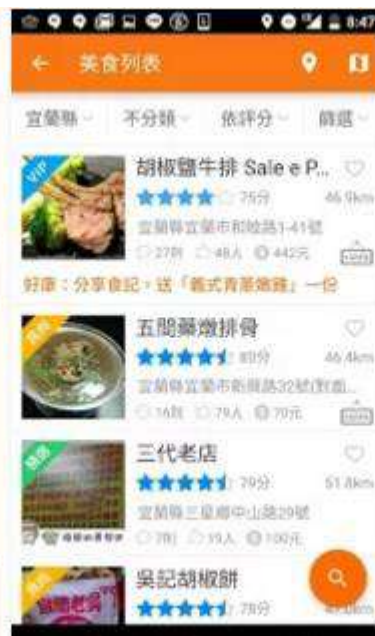 8:47
美食列表
宜蘭縣 不分類 依評分 篩選
VIP
胡椒鹽牛排 Sale e P...
75分 46.9km
宜蘭縣宜蘭市和睦路1-41號
27則 48人 442元
好康：分享食記，送「義式青蔬嫩雞」一份
五間藥燉排骨
80分 46.4km
16則 79人 70元
三代老店
79分 51.8km
宜蘭縣三星鄉中山路29號
7則 19人 100元
吳記胡椒餅
78分